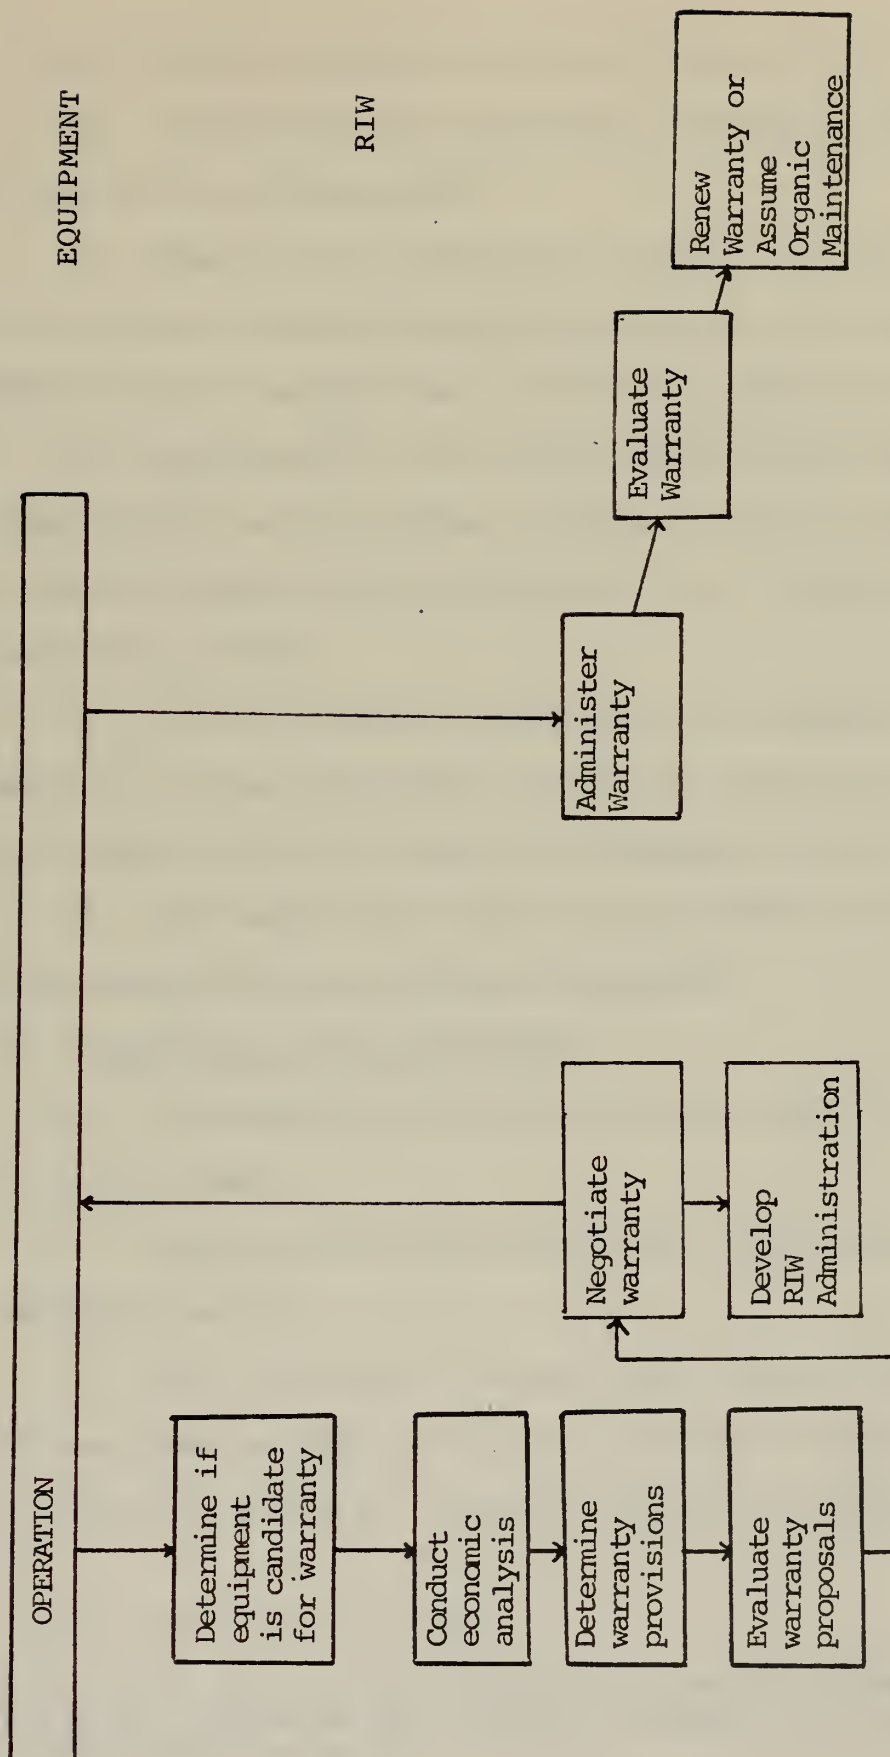 EQUIPMENT
RIW
OPERATION
Determine if
equipment
is candidate
for warranty
Conduct
economic
analysis
Determine
warranty
provisions
Evaluate
warranty
proposals
Negotiate
warranty
Develop
RIW
Administration
Administer
Warranty
Evaluate
Warranty
Renew
Warranty or
Assume
Organic
Maintenance